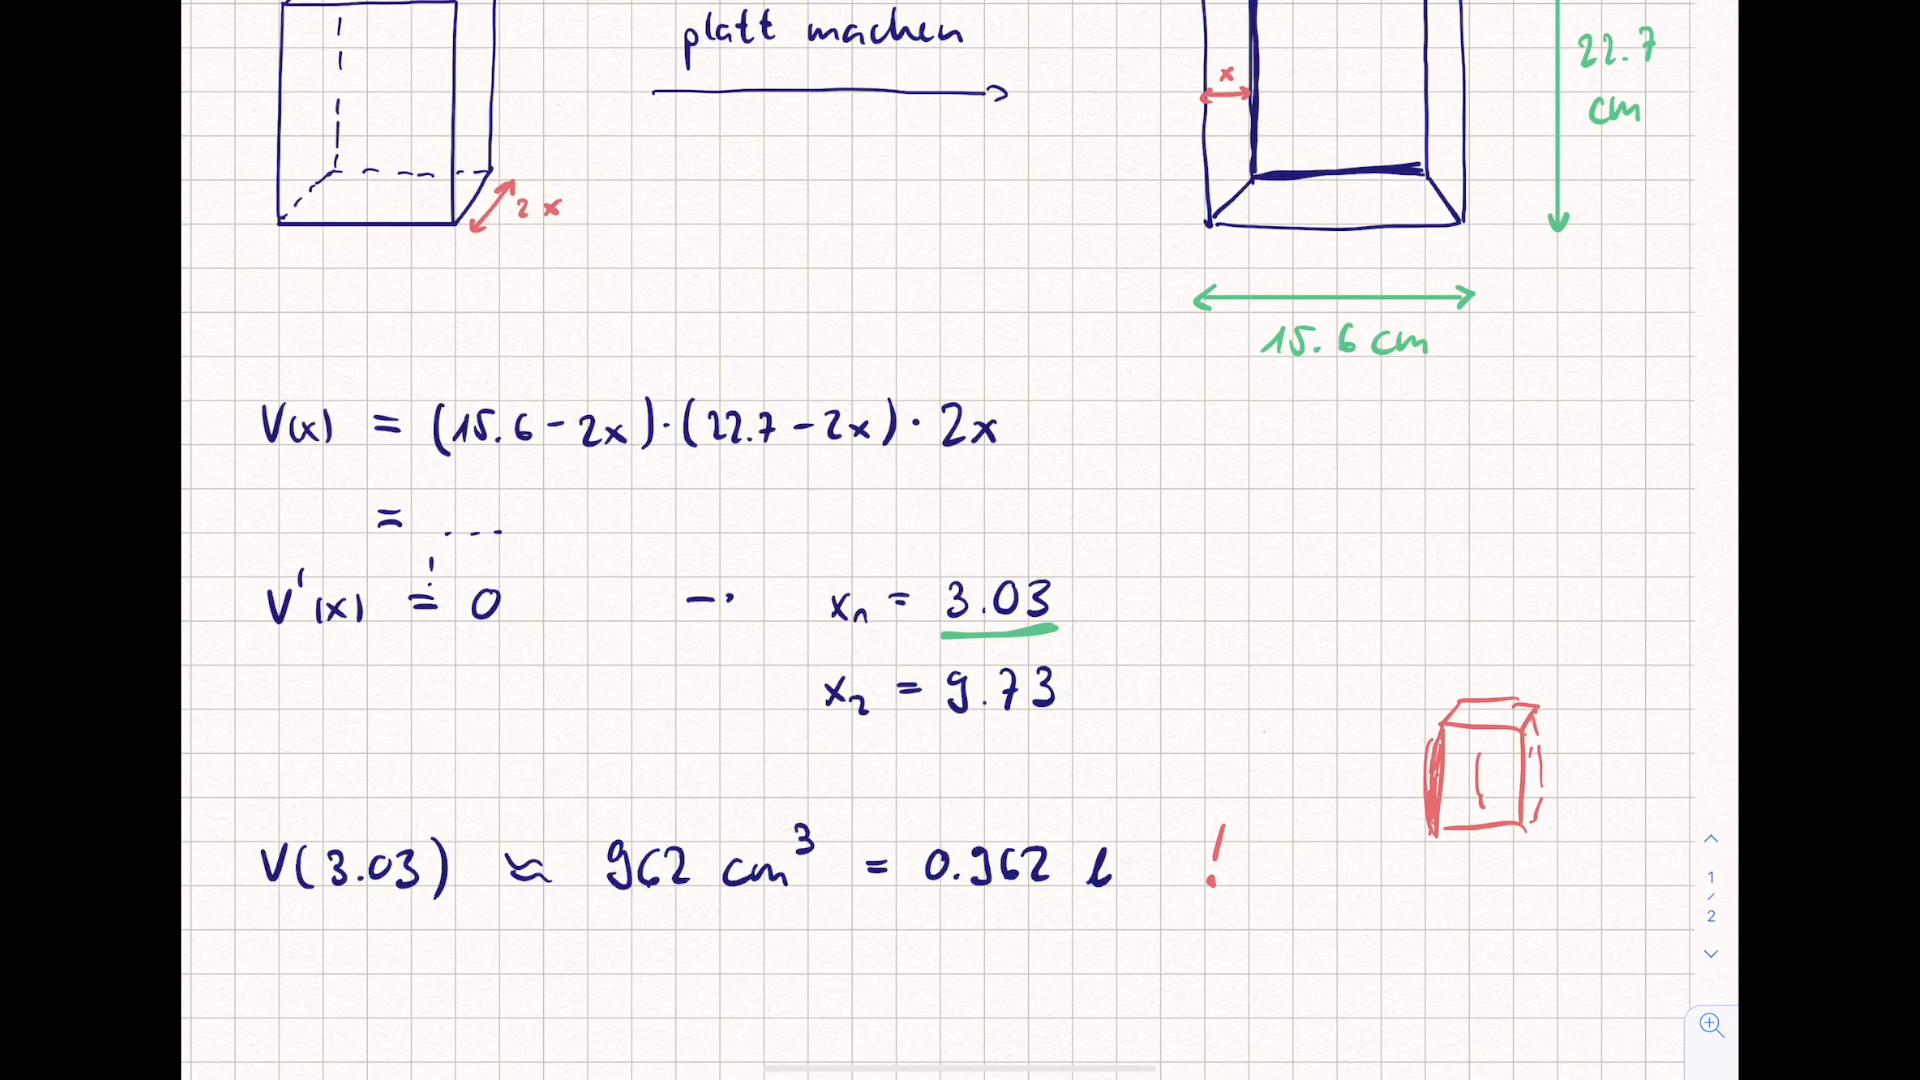 platt machen
22.7
cm
x
2x
15.6 cm
V(x) = (15.6 - 2x) · (22.7 - 2x) · 2x
= ....
V'(x) != 0 → x₁ = 3.03
x₂ = 9.73
V(3.03) ≈ 962 cm³ = 0.962 l !
1
/
2